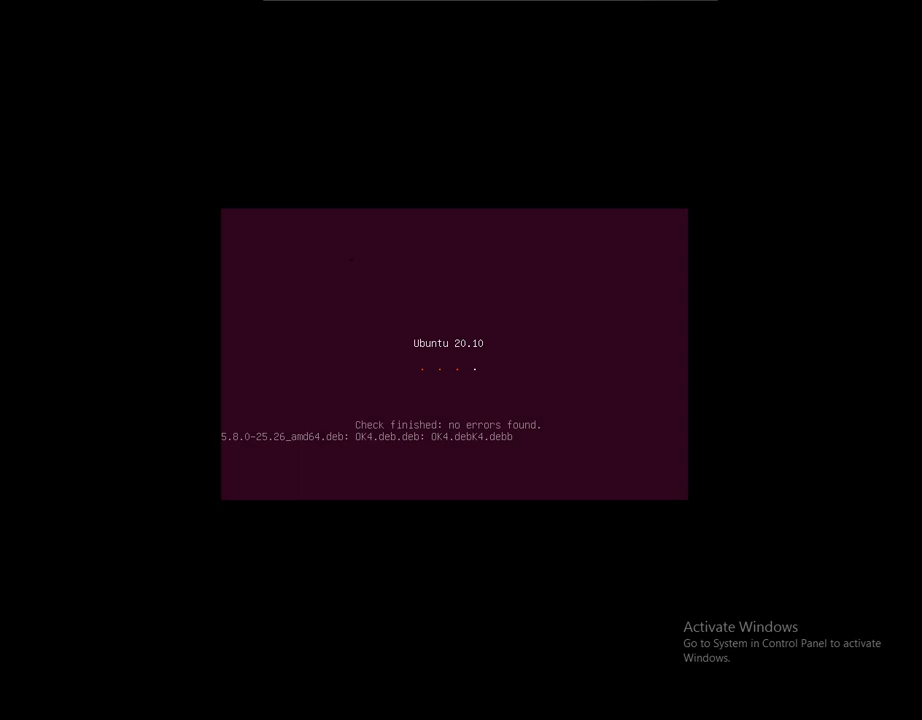 Ubuntu 20.10
Check finished: no errors found.
5.8.0-25.26_amd64.deb: OK4.deb.deb: OK4.debK4.debb
Activate Windows
Go to System in Control Panel to activate
Windows.